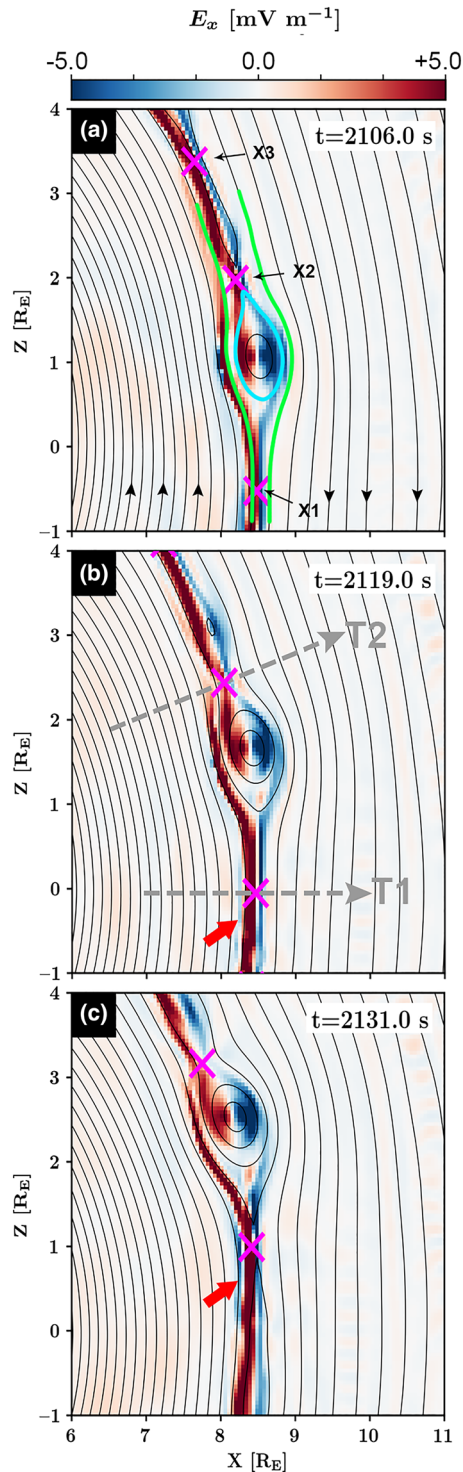 E_x [mV m^{-1}]
-5.0 0.0 +5.0
(a) t=2106.0 s
X3
X2
X1
Z [R_E]
4
3
2
1
0
-1
(b) t=2119.0 s
T2
T1
Z [R_E]
4
3
2
1
0
-1
(c) t=2131.0 s
Z [R_E]
4
3
2
1
0
-1
6 7 8 9 10 11
X [R_E]